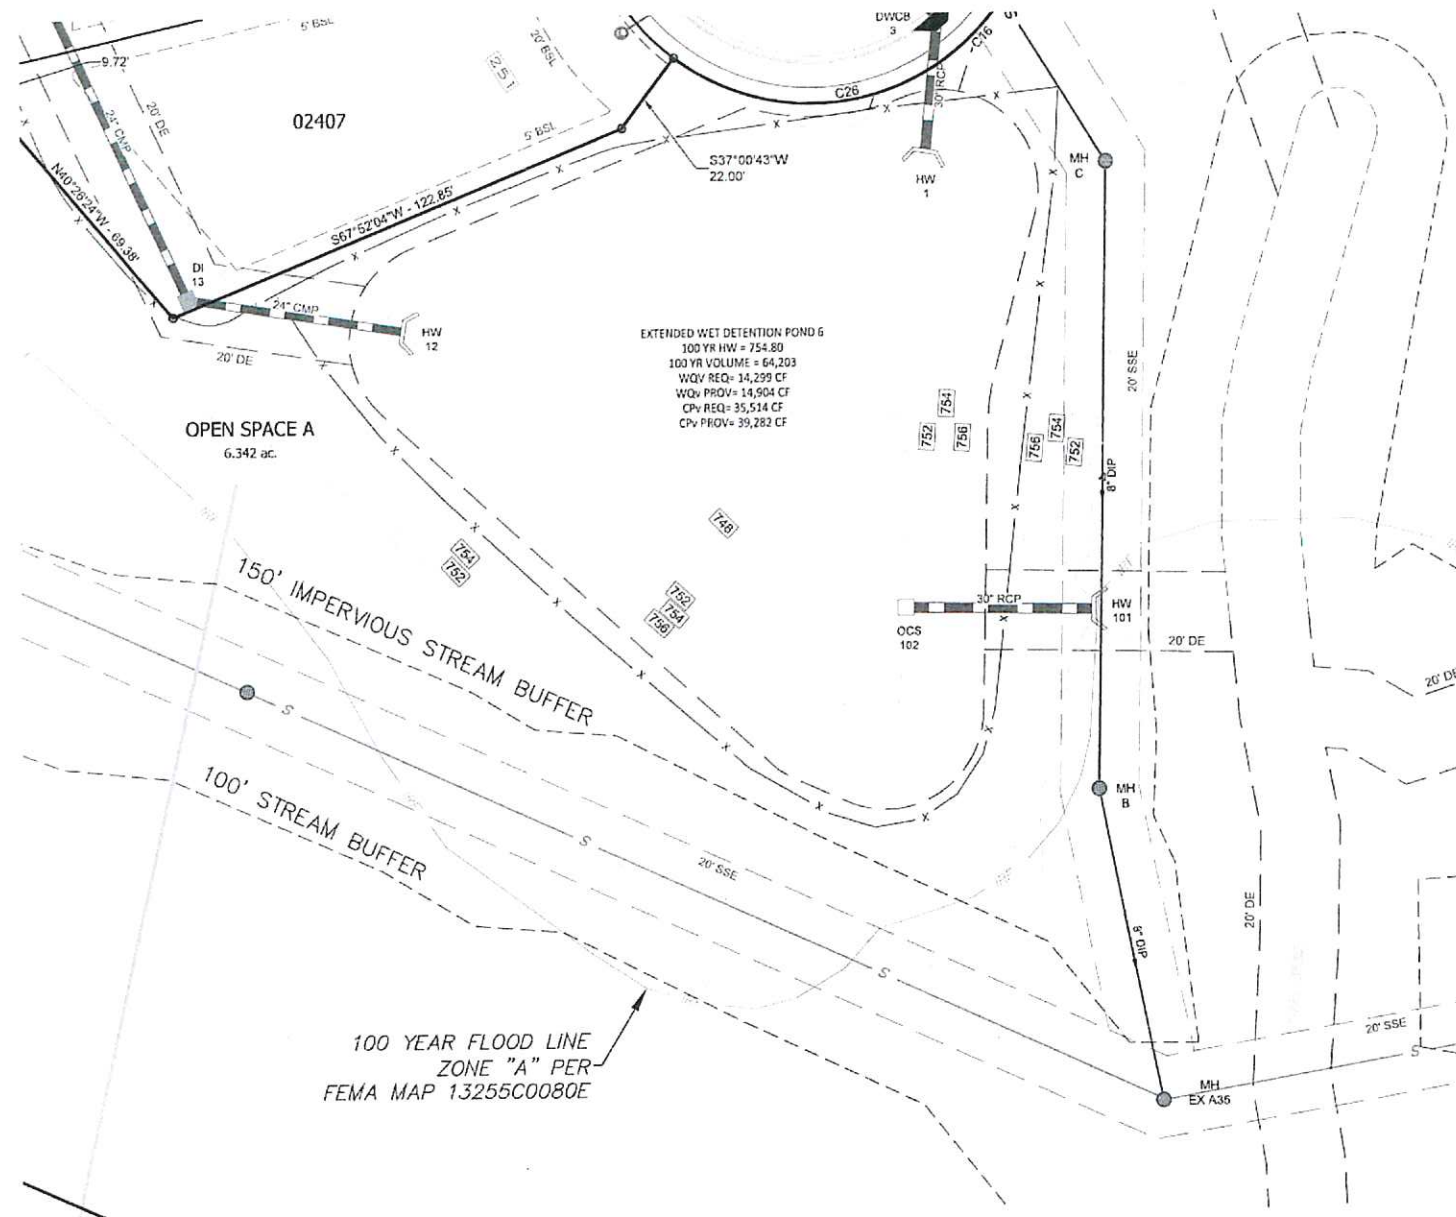 5' BSL
20' BSL
DWCB
3
C16
9.72'
251
20' DE
24" CMP
02407
C26
30" RCP
5' BSL
S37°00'43"W
22.00'
MH
C
HW
1
N40°26'24"W - 69.38'
S67°52'04"W - 122.85'
DI
13
24" CMP
HW
12
20' DE
EXTENDED WET DETENTION POND 6
100 YR HW = 754.80
100 YR VOLUME = 64,203
WQV REQ= 14,299 CF
WQv PROV= 14,904 CF
CPv REQ= 35,514 CF
CPv PROV= 39,282 CF
20' SSE
754
752
756
754
756
752
OPEN SPACE A
6.342 ac.
8" DIP
748
754
752
752
754
756
150' IMPERVIOUS STREAM BUFFER
30" RCP
HW
101
OCS
102
20' DE
20' DE
S
100' STREAM BUFFER
MH
B
S
20' SSE
20' DE
8" DIP
S
100 YEAR FLOOD LINE
ZONE "A" PER
FEMA MAP 13255C0080E
20' SSE
S
MH
EX A35